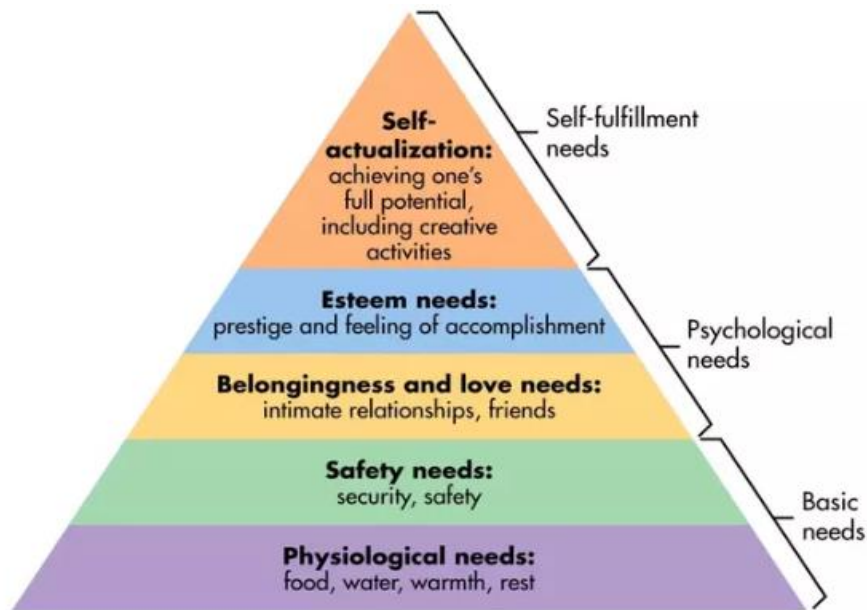 Self-
actualization:
achieving one's
full potential,
including creative
activities
Self-fulfillment
needs
Esteem needs:
prestige and feeling of accomplishment
Psychological
needs
Belongingness and love needs:
intimate relationships, friends
Safety needs:
security, safety
Basic
needs
Physiological needs:
food, water, warmth, rest